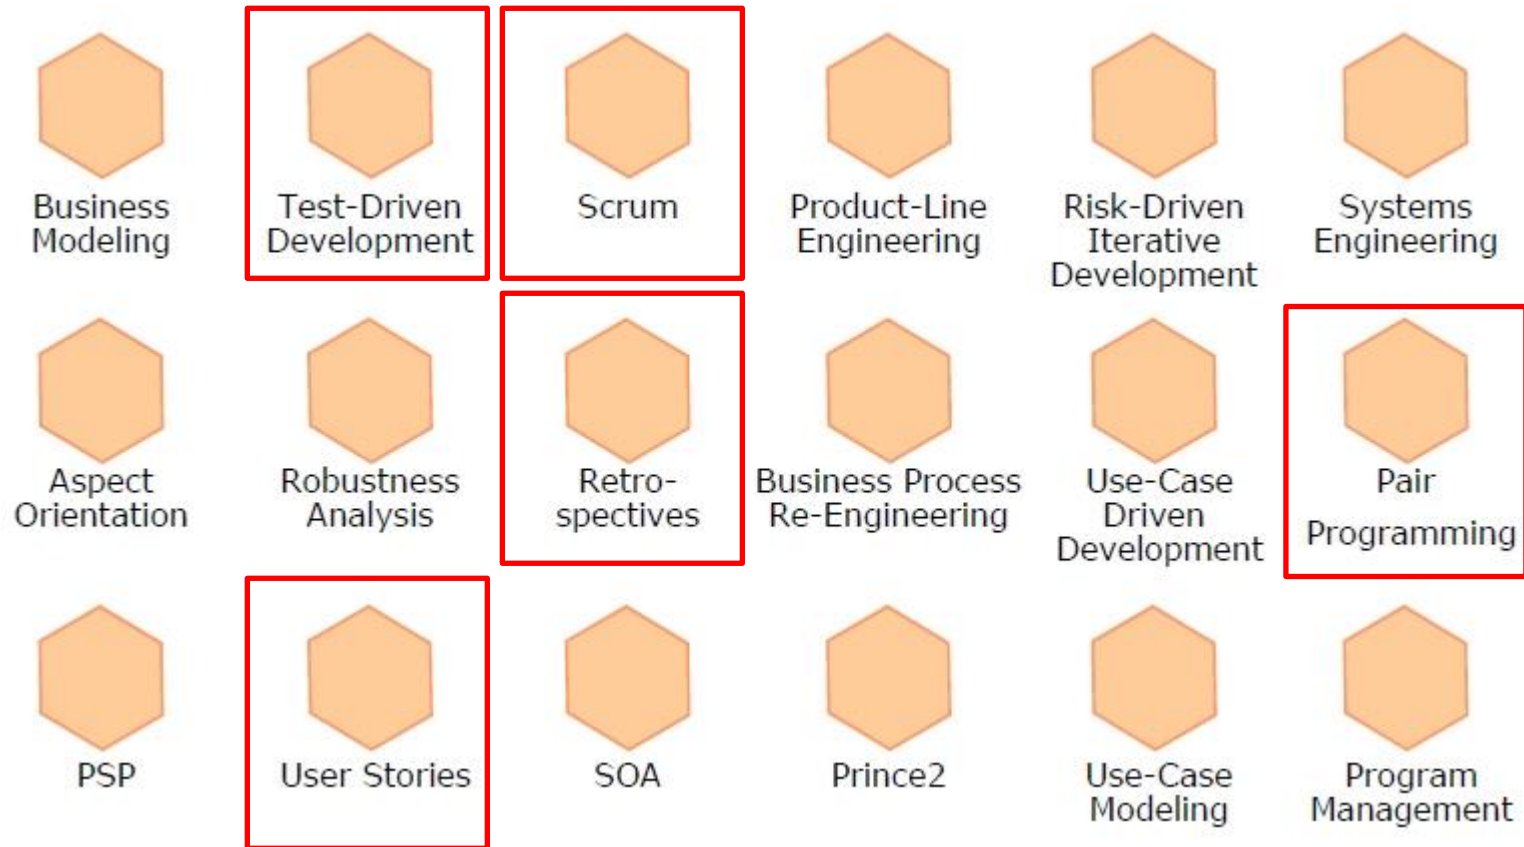 Business
Modeling
Test-Driven
Development
Scrum
Product-Line
Engineering
Risk-Driven
Iterative
Development
Systems
Engineering
Aspect
Orientation
Robustness
Analysis
Retro-
spectives
Business Process
Re-Engineering
Use-Case
Driven
Development
Pair
Programming
PSP
User Stories
SOA
Prince2
Use-Case
Modeling
Program
Management